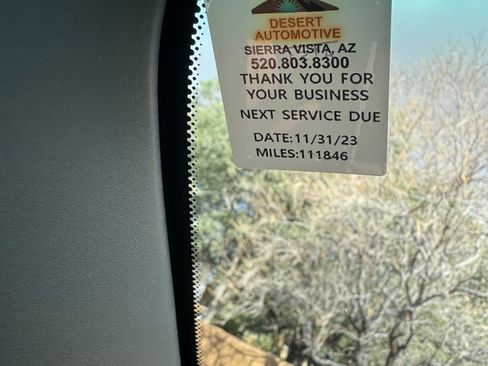 DESERT
AUTOMOTIVE
SIERRA VISTA, AZ
520.803.8300
THANK YOU FOR
YOUR BUSINESS
NEXT SERVICE DUE
DATE:11/31/23
MILES:111846